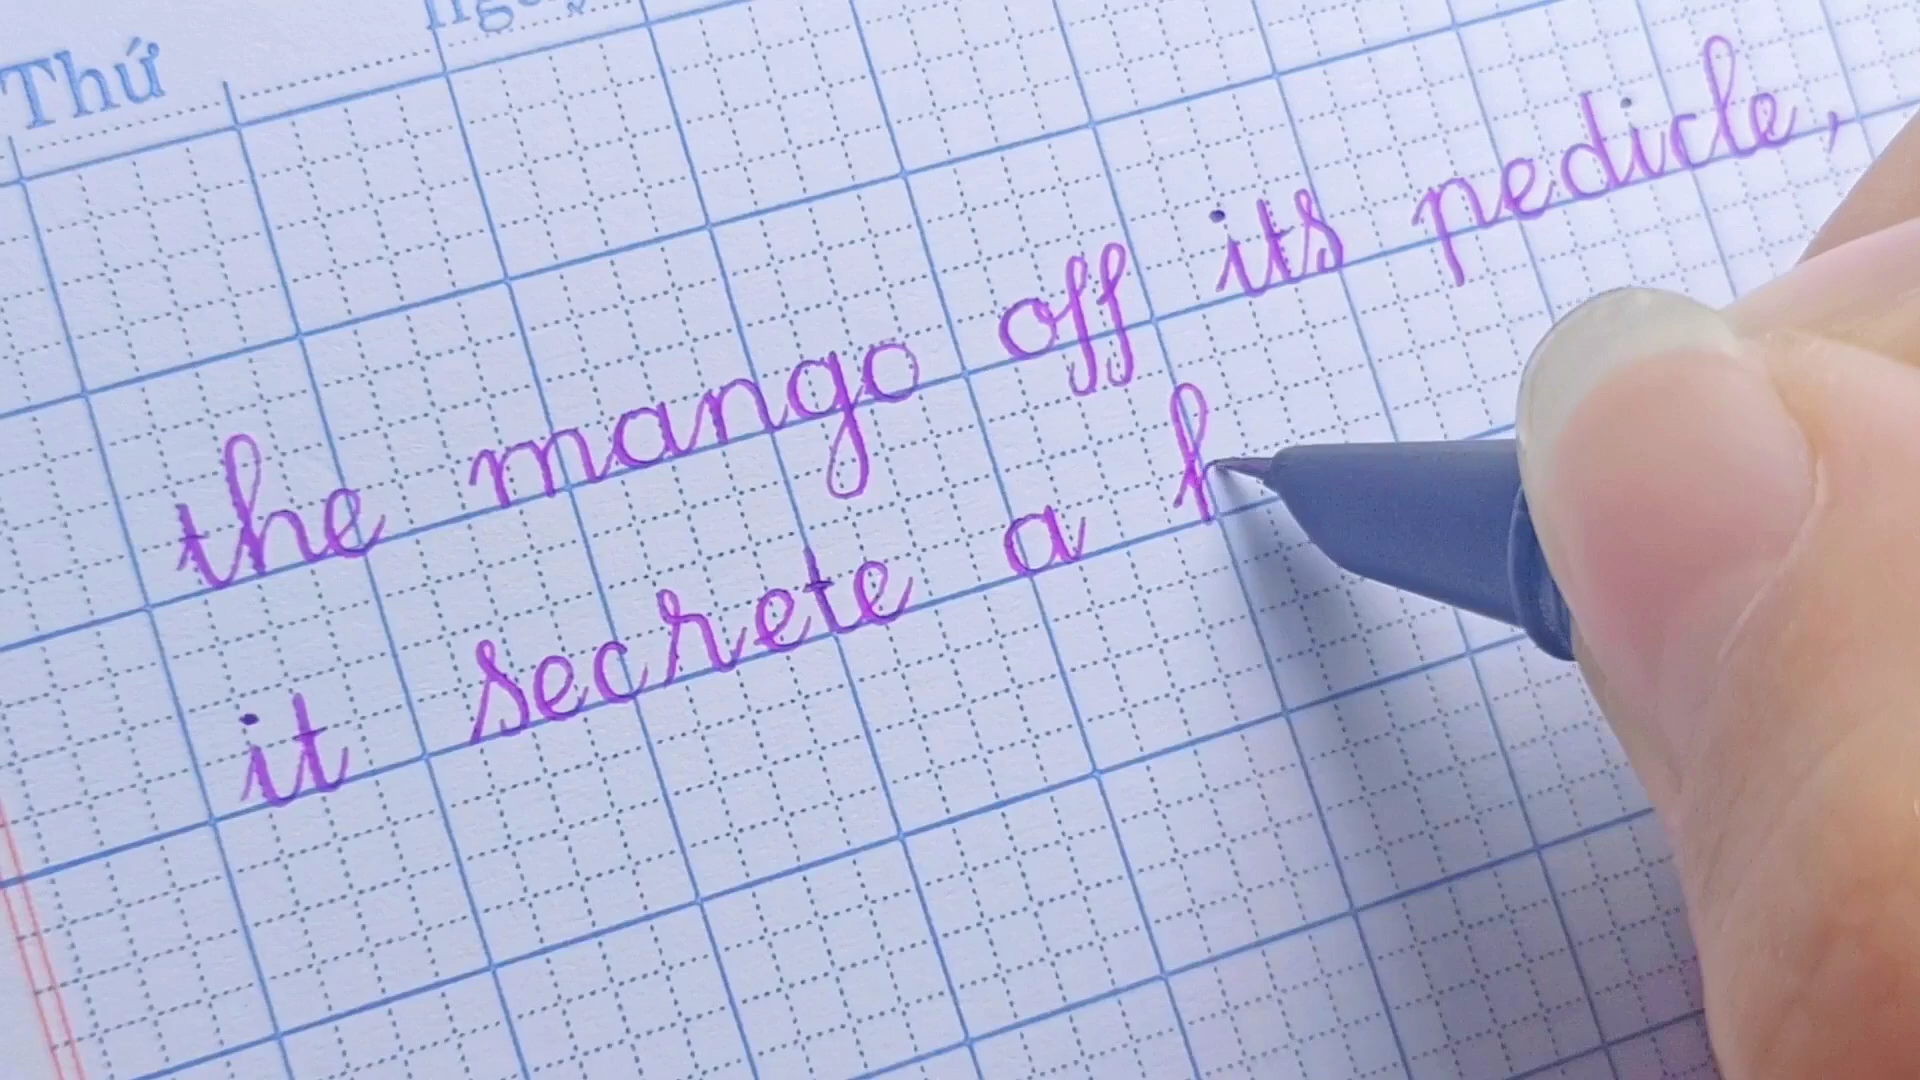 Thứ
the mango off its pedicle,
it secrete a h